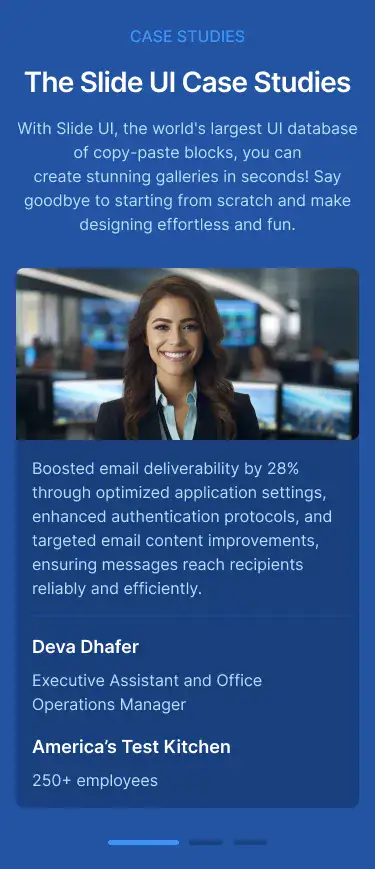 CASE STUDIES
The Slide UI Case Studies
With Slide UI, the world's largest UI database
of copy-paste blocks, you can
create stunning galleries in seconds! Say
goodbye to starting from scratch and make
designing effortless and fun.
Boosted email deliverability by 28%
through optimized application settings,
enhanced authentication protocols, and
targeted email content improvements,
ensuring messages reach recipients
reliably and efficiently.
Deva Dhafer
Executive Assistant and Office
Operations Manager
America’s Test Kitchen
250+ employees